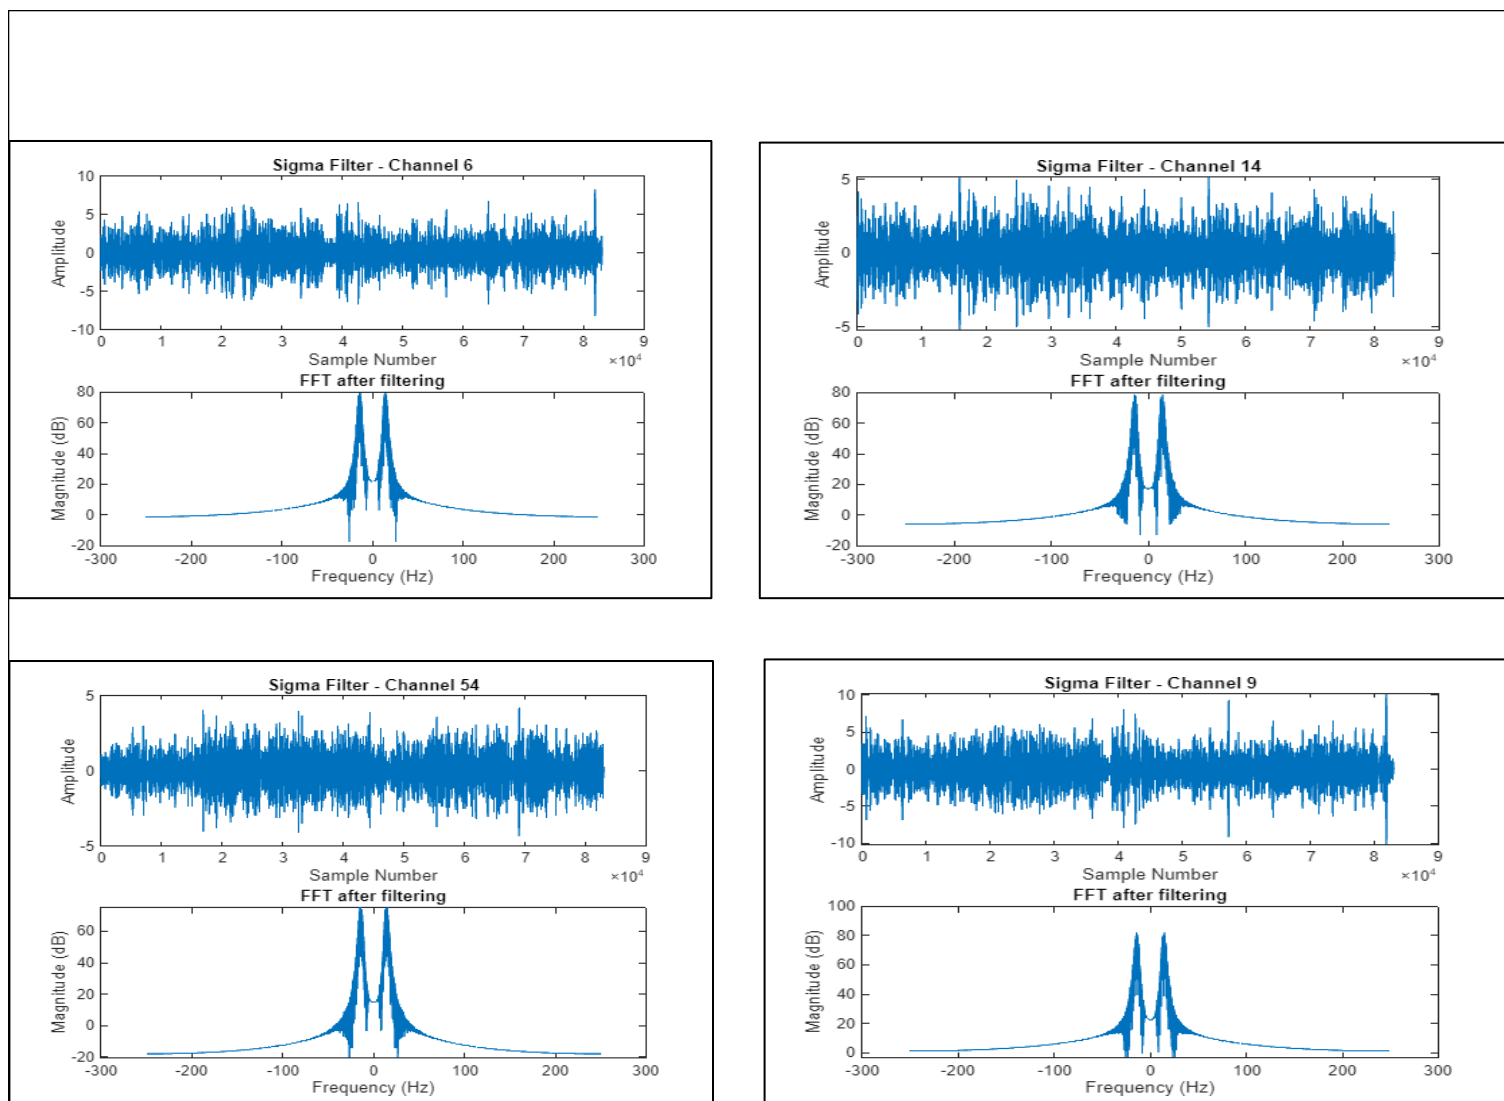 Sigma Filter - Channel 6
10
5
0
-5
-10
Amplitude
0 1 2 3 4 5 6 7 8 9
Sample Number
×10⁴
FFT after filtering
80
60
40
20
0
-20
Magnitude (dB)
-300 -200 -100 0 100 200 300
Frequency (Hz)
Sigma Filter - Channel 14
5
0
-5
Amplitude
0 1 2 3 4 5 6 7 8 9
Sample Number
×10⁴
FFT after filtering
80
60
40
20
0
-20
Magnitude (dB)
-300 -200 -100 0 100 200 300
Frequency (Hz)
Sigma Filter - Channel 54
5
0
-5
Amplitude
0 1 2 3 4 5 6 7 8 9
Sample Number
×10⁴
FFT after filtering
60
40
20
0
-20
Magnitude (dB)
-300 -200 -100 0 100 200 300
Frequency (Hz)
Sigma Filter - Channel 9
10
5
0
-5
-10
Amplitude
0 1 2 3 4 5 6 7 8 9
Sample Number
×10⁴
FFT after filtering
100
80
60
40
20
0
Magnitude (dB)
-300 -200 -100 0 100 200 300
Frequency (Hz)